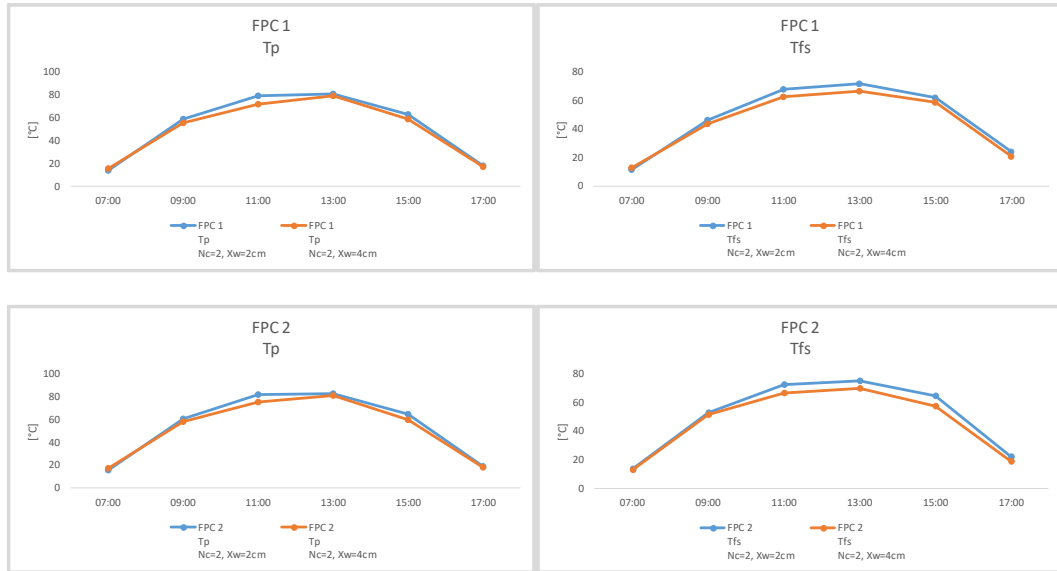 FPC 1
Tp
100
80
60
40
20
0
[°C]
07:00 09:00 11:00 13:00 15:00 17:00
FPC 1 FPC 1
Tp Tp
Nc=2, Xw=2cm Nc=2, Xw=4cm
FPC 1
Tfs
80
60
40
20
0
[°C]
07:00 09:00 11:00 13:00 15:00 17:00
FPC 1 FPC 1
Tfs Tfs
Nc=2, Xw=2cm Nc=2, Xw=4cm
FPC 2
Tp
100
80
60
40
20
0
[°C]
07:00 09:00 11:00 13:00 15:00 17:00
FPC 2 FPC 2
Tp Tp
Nc=2, Xw=2cm Nc=2, Xw=4cm
FPC 2
Tfs
80
60
40
20
0
[°C]
07:00 09:00 11:00 13:00 15:00 17:00
FPC 2 FPC 2
Tfs Tfs
Nc=2, Xw=2cm Nc=2, Xw=4cm